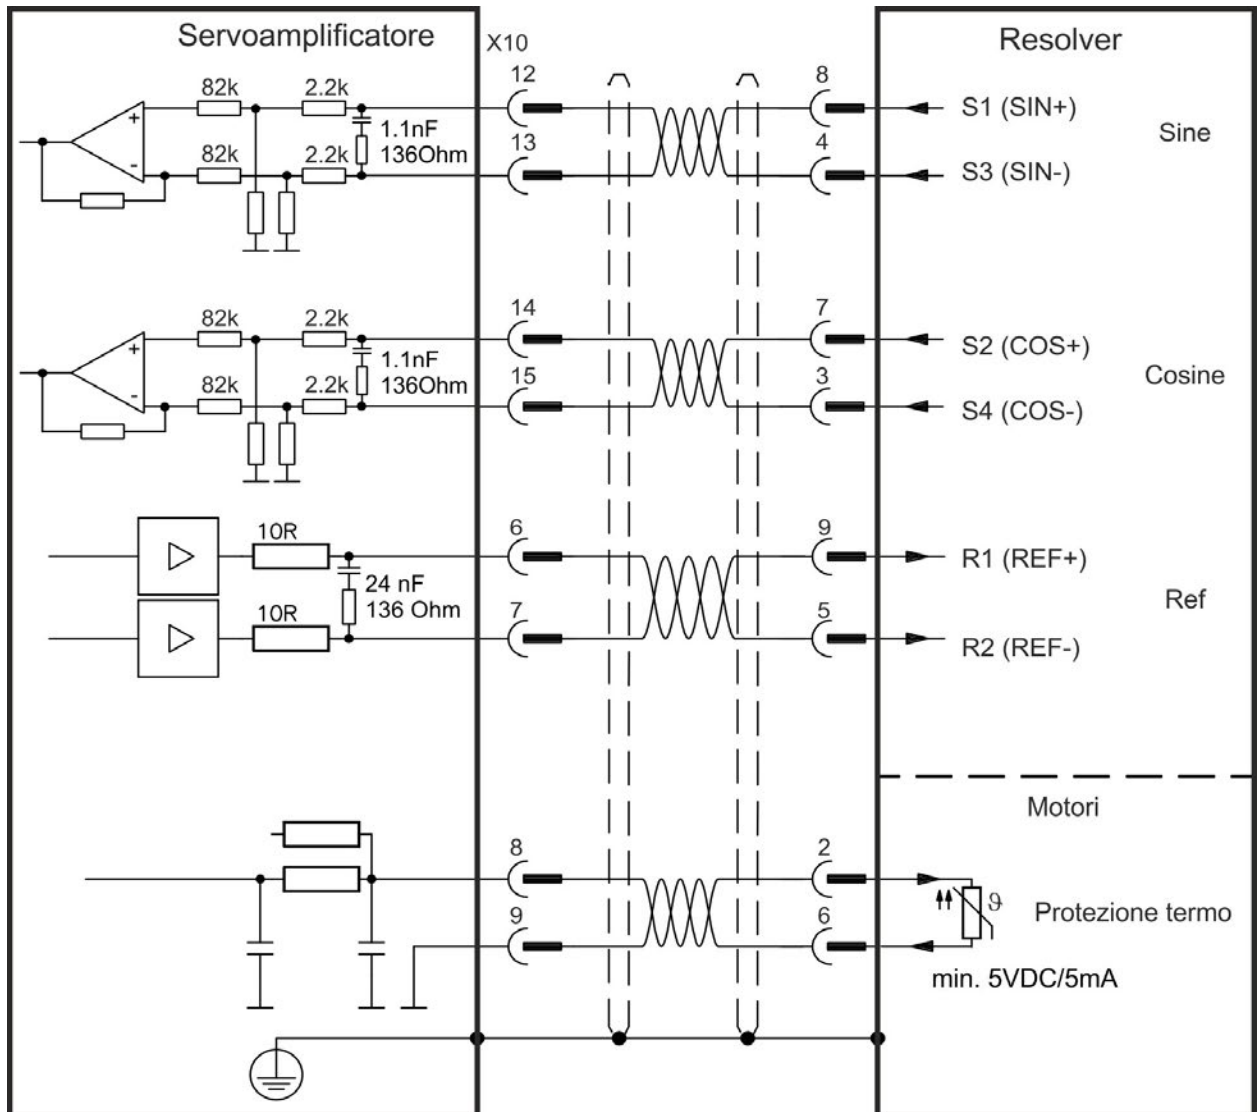 Servoamplificatore
X10
Resolver
82k
2.2k
12
8
S1 (SIN+)
+
1.1nF
136Ohm
Sine
82k
2.2k
13
4
S3 (SIN-)
-
82k
2.2k
14
7
S2 (COS+)
+
1.1nF
136Ohm
Cosine
82k
2.2k
15
3
S4 (COS-)
-
10R
6
9
R1 (REF+)
24 nF
136 Ohm
Ref
10R
7
5
R2 (REF-)
Motori
8
2
ϑ
Protezione termo
9
6
min. 5VDC/5mA